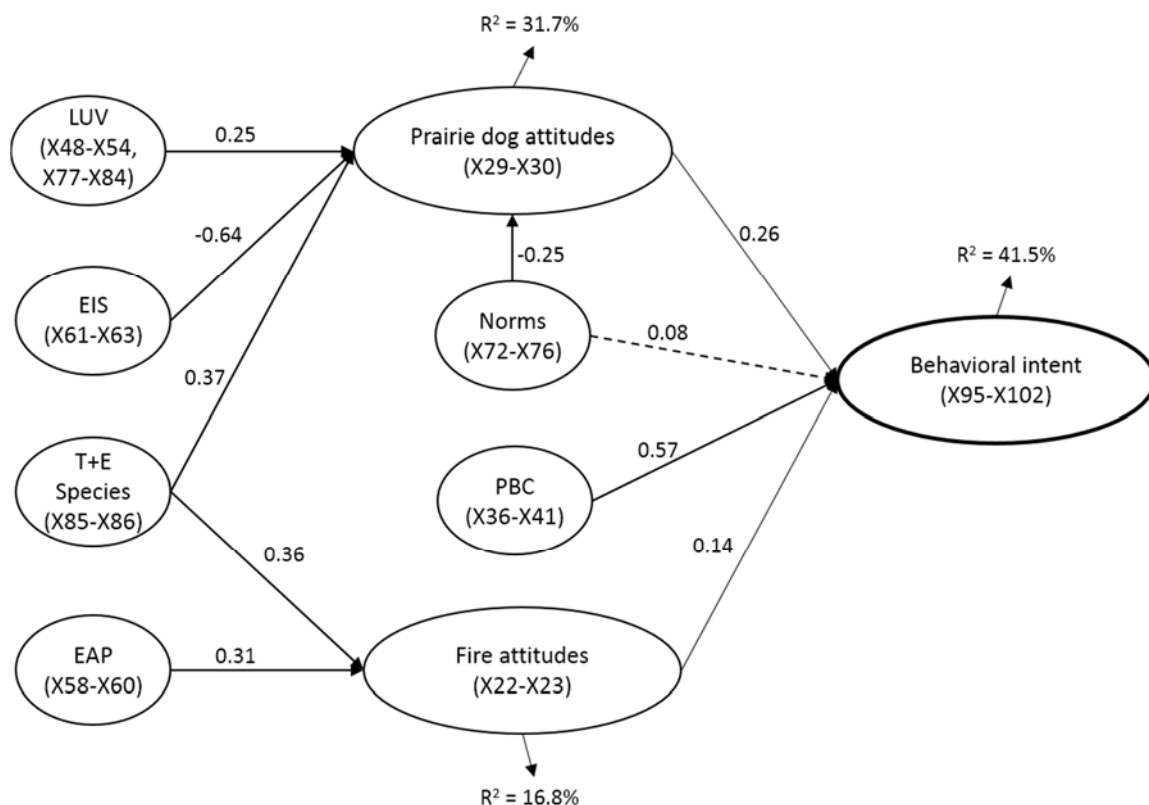 R² = 31.7%
LUV
(X48-X54,
X77-X84)
0.25
Prairie dog attitudes
(X29-X30)
-0.64
-0.25
0.26
R² = 41.5%
EIS
(X61-X63)
Norms
(X72-X76)
0.08
Behavioral intent
(X95-X102)
0.37
T+E
Species
(X85-X86)
PBC
(X36-X41)
0.57
0.36
0.14
EAP
(X58-X60)
0.31
Fire attitudes
(X22-X23)
R² = 16.8%